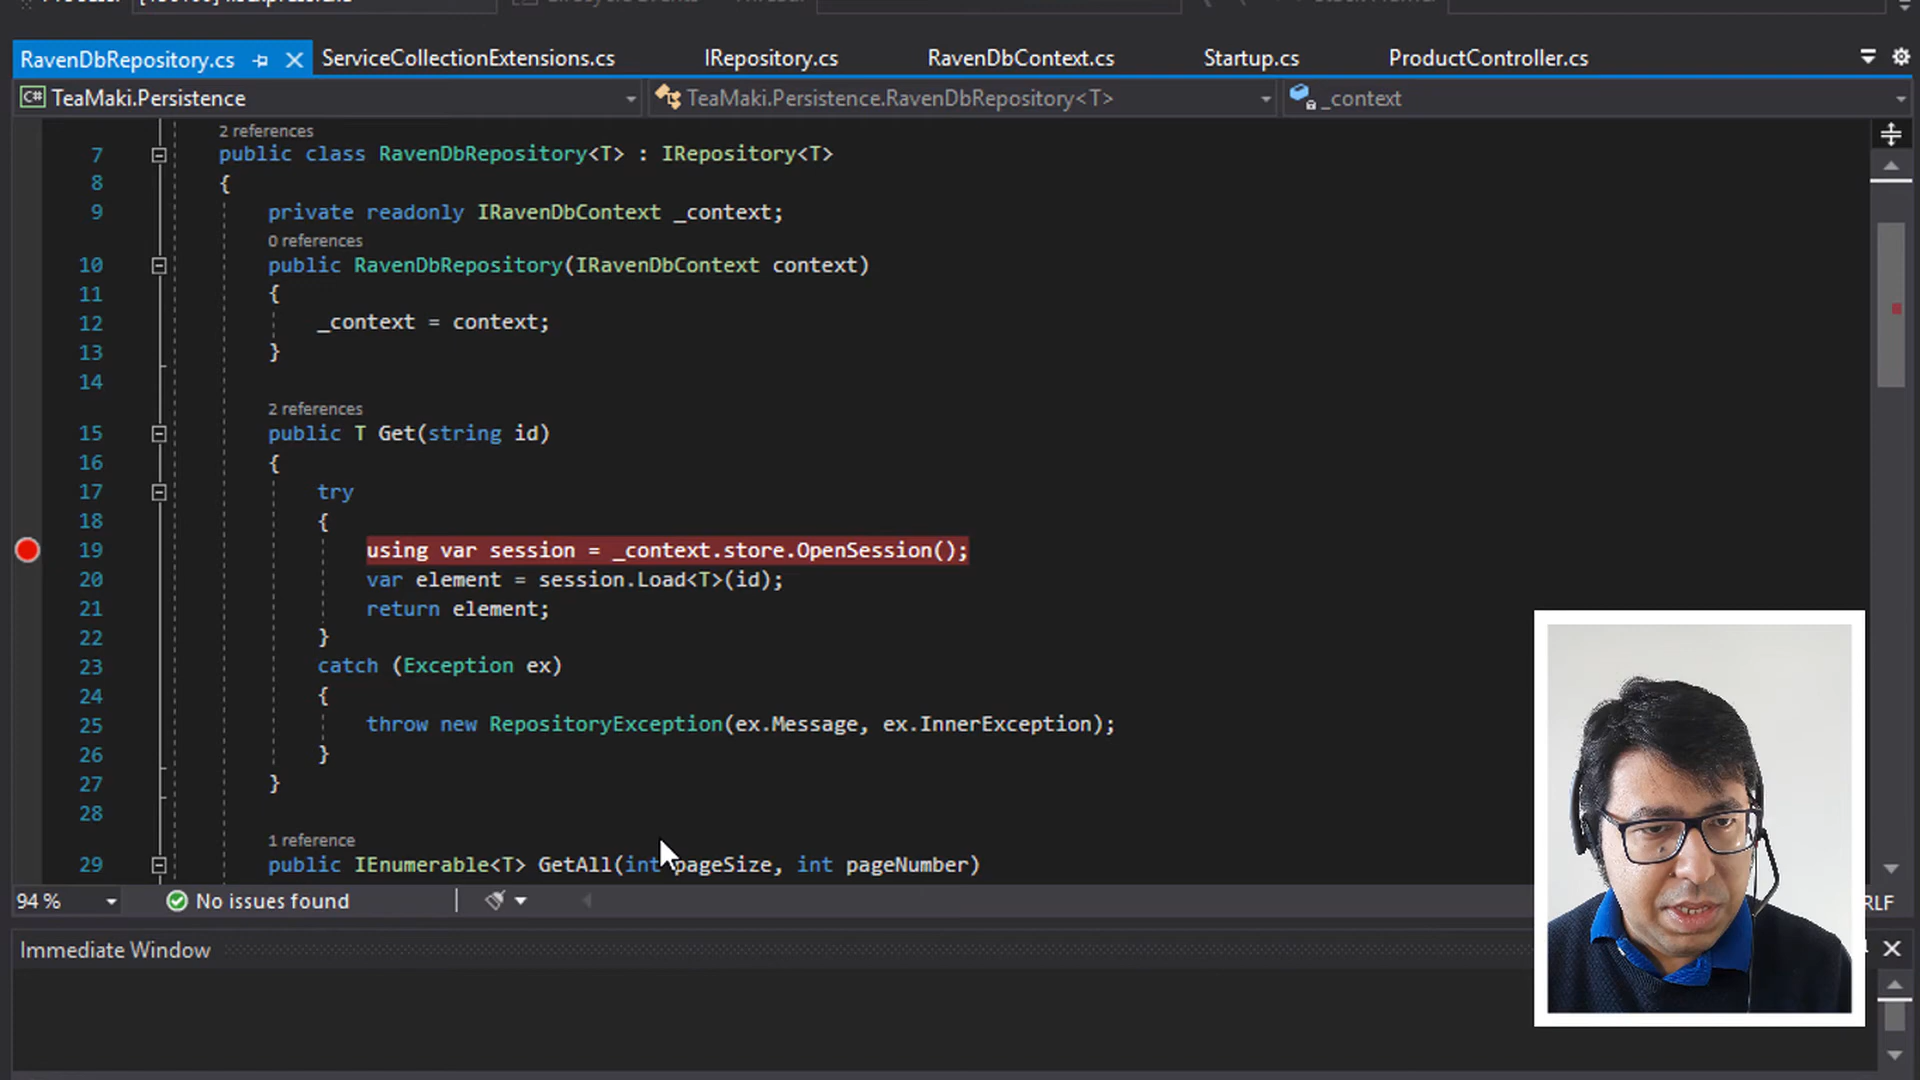 RavenDbRepository.cs ServiceCollectionExtensions.cs IRepository.cs RavenDbContext.cs Startup.cs ProductController.cs
C# TeaMaki.Persistence TeaMaki.Persistence.RavenDbRepository<T> _context
2 references
7 public class RavenDbRepository<T> : IRepository<T>
8 {
9 private readonly IRavenDbContext _context;
0 references
10 public RavenDbRepository(IRavenDbContext context)
11 {
12 _context = context;
13 }
14
2 references
15 public T Get(string id)
16 {
17 try
18 {
19 using var session = _context.store.OpenSession();
20 var element = session.Load<T>(id);
21 return element;
22 }
23 catch (Exception ex)
24 {
25 throw new RepositoryException(ex.Message, ex.InnerException);
26 }
27 }
28
1 reference
29 public IEnumerable<T> GetAll(int pageSize, int pageNumber)
94 % No issues found RLF
Immediate Window